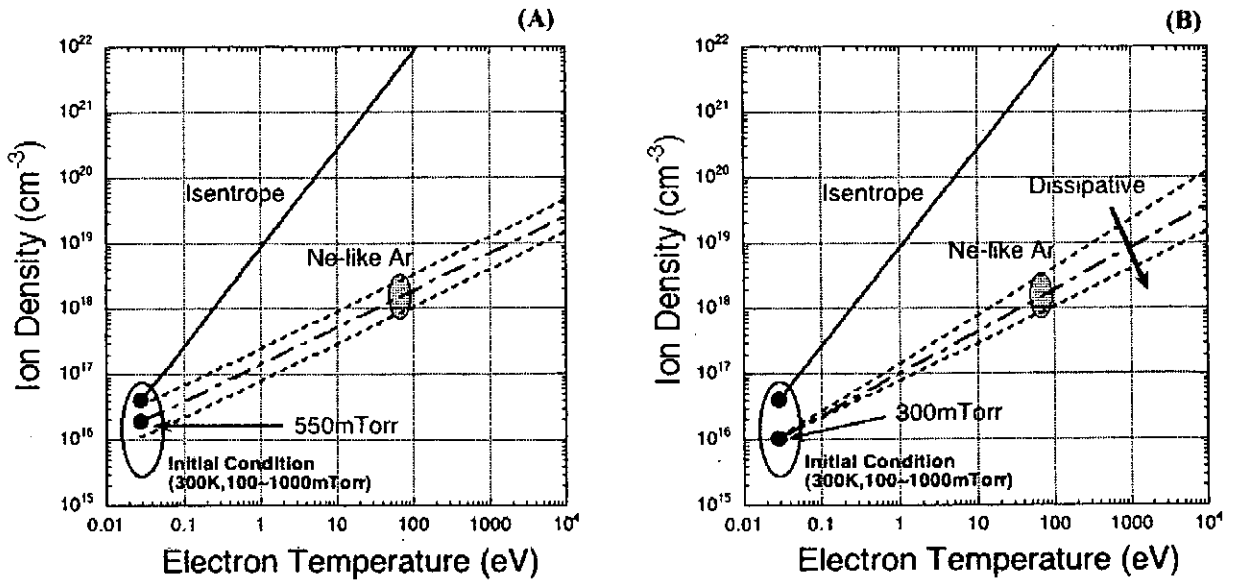 (A)
10^22
10^21
10^20
10^19
10^18
10^17
10^16
10^15
Ion Density (cm^-3)
Isentrope
Ne-like Ar
550mTorr
Initial Condition
(300K,100~1000mTorr)
0.01 0.1 1 10 100 1000 10^4
Electron Temperature (eV)
(B)
10^22
10^21
10^20
10^19
10^18
10^17
10^16
10^15
Ion Density (cm^-3)
Isentrope
Dissipative
Ne-like Ar
300mTorr
Initial Condition
(300K,100~1000mTorr)
0.01 0.1 1 10 100 1000 10^4
Electron Temperature (eV)